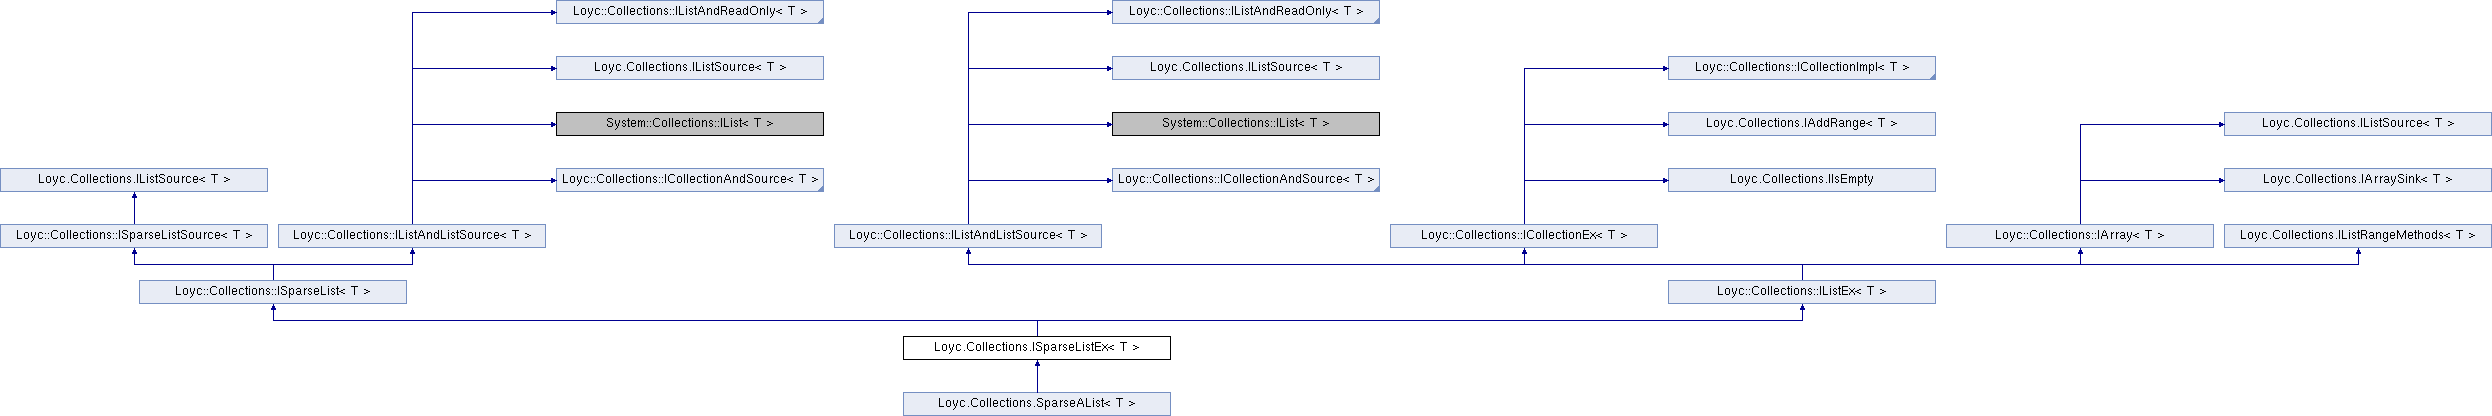 Loyc::Collections::IListAndReadOnly< T >
Loyc::Collections::IListAndReadOnly< T >
Loyc.Collections.IListSource< T >
Loyc.Collections.IListSource< T >
Loyc::Collections::ICollectionImpl< T >
System::Collections::IList< T >
System::Collections::IList< T >
Loyc.Collections.IAddRange< T >
Loyc.Collections.IListSource< T >
Loyc.Collections.IListSource< T >
Loyc::Collections::ICollectionAndSource< T >
Loyc::Collections::ICollectionAndSource< T >
Loyc.Collections.IIsEmpty
Loyc.Collections.IArraySink< T >
Loyc::Collections::ISparseListSource< T >
Loyc::Collections::IListAndListSource< T >
Loyc::Collections::IListAndListSource< T >
Loyc::Collections::ICollectionEx< T >
Loyc::Collections::IArray< T >
Loyc.Collections.IListRangeMethods< T >
Loyc::Collections::ISparseList< T >
Loyc::Collections::IListEx< T >
Loyc.Collections.ISparseListEx< T >
Loyc.Collections.SparseAList< T >